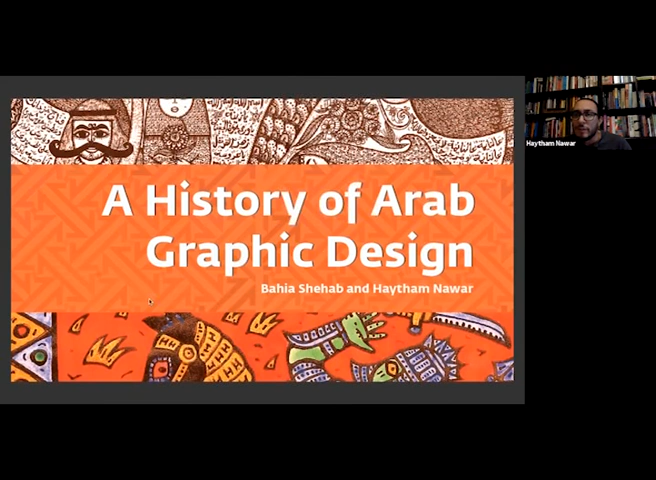 A History of Arab
Graphic Design
Bahia Shehab and Haytham Nawar
Haytham Nawar